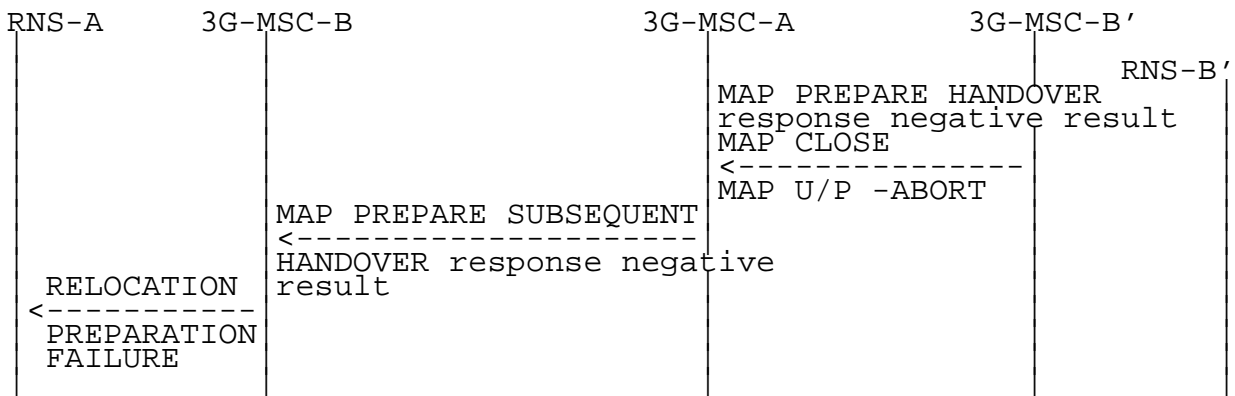 RNS-A 3G-MSC-B 3G-MSC-A 3G-MSC-B'
RNS-B'
MAP PREPARE HANDOVER
response negative result
MAP CLOSE
<----------------
MAP U/P -ABORT
MAP PREPARE SUBSEQUENT
<---------------------
HANDOVER response negative
result
RELOCATION
<-----------
PREPARATION
FAILURE